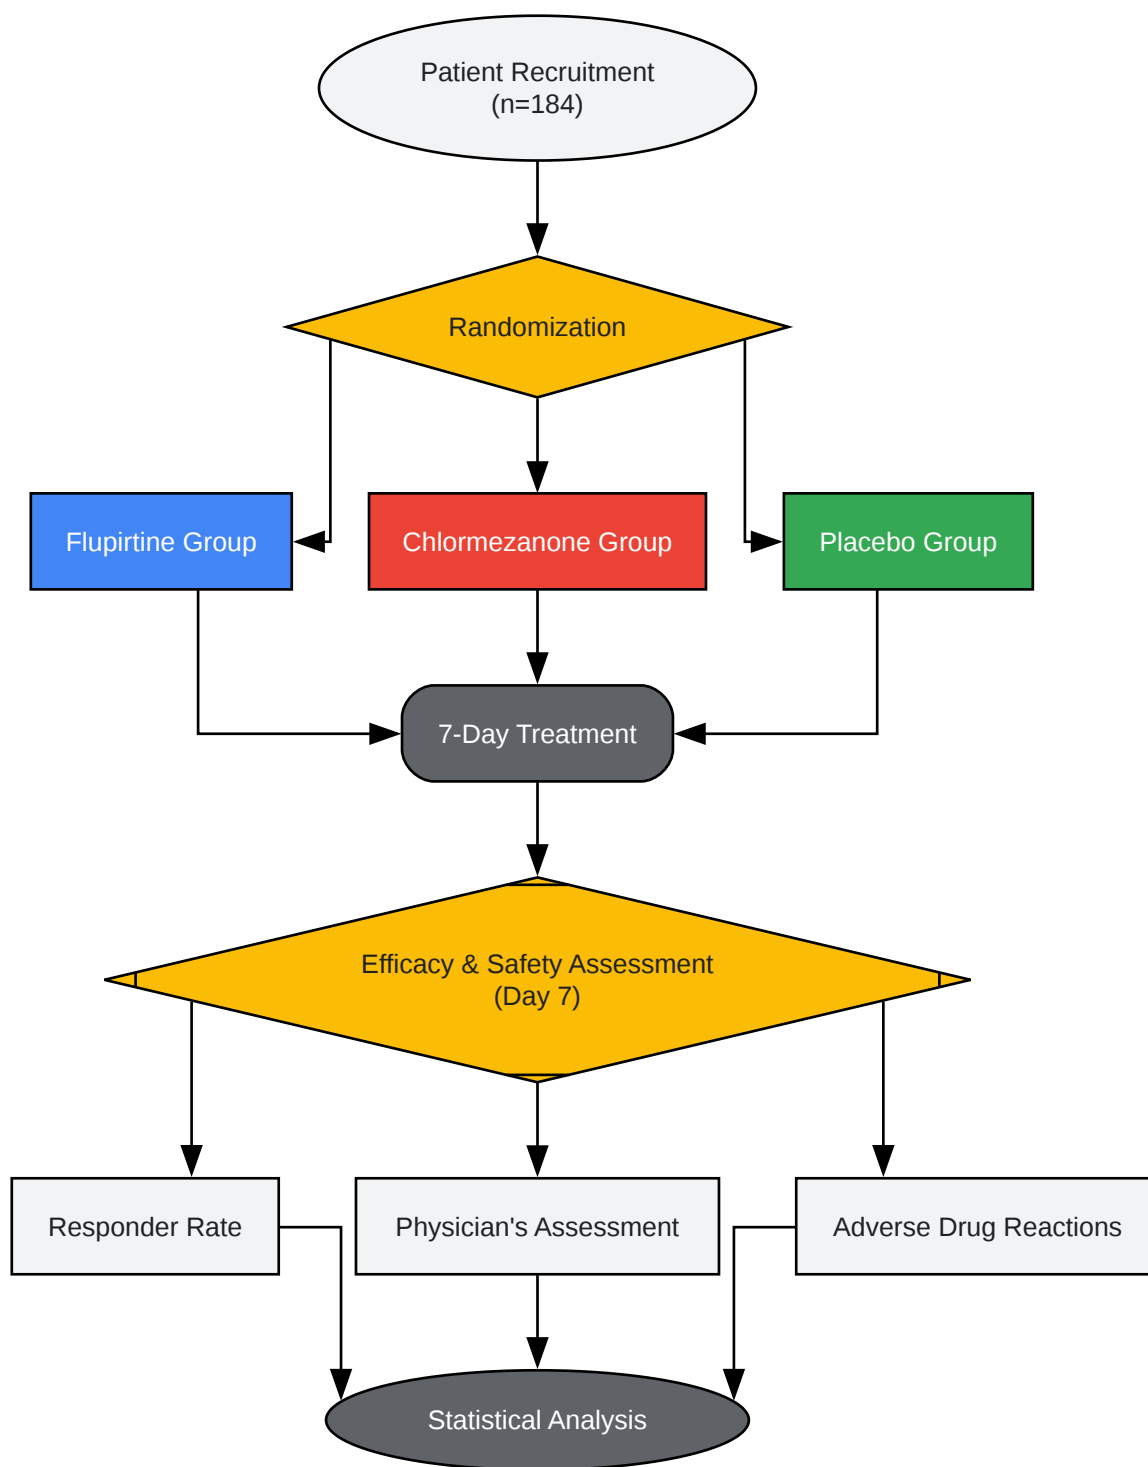 Patient Recruitment
(n=184)
Randomization
Flupirtine Group
Chlormezanone Group
Placebo Group
7-Day Treatment
Efficacy & Safety Assessment
(Day 7)
Responder Rate
Physician's Assessment
Adverse Drug Reactions
Statistical Analysis